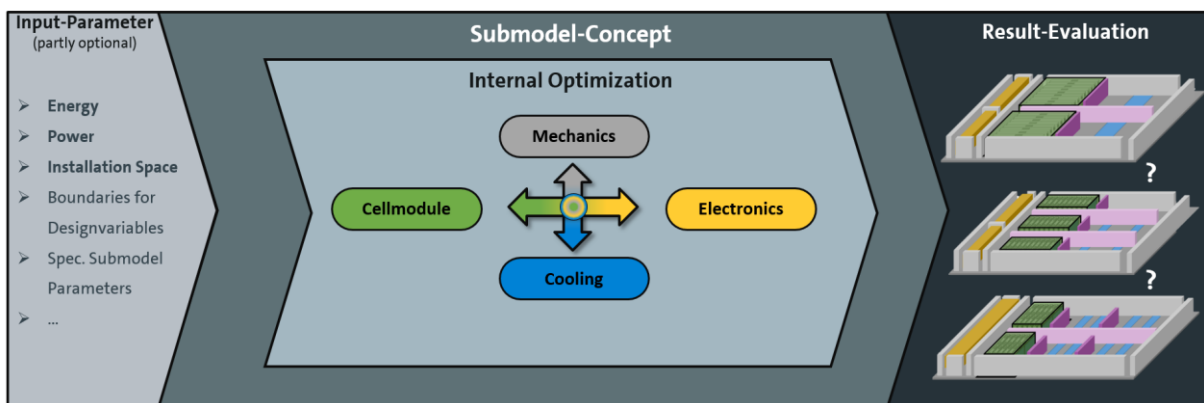 Input-Parameter
(partly optional)
➢ Energy
➢ Power
➢ Installation Space
➢ Boundaries for
Designvariables
➢ Spec. Submodel
Parameters
➢ ...
Submodel-Concept
Internal Optimization
Mechanics
Cellmodule
Electronics
Cooling
Result-Evaluation
?
?